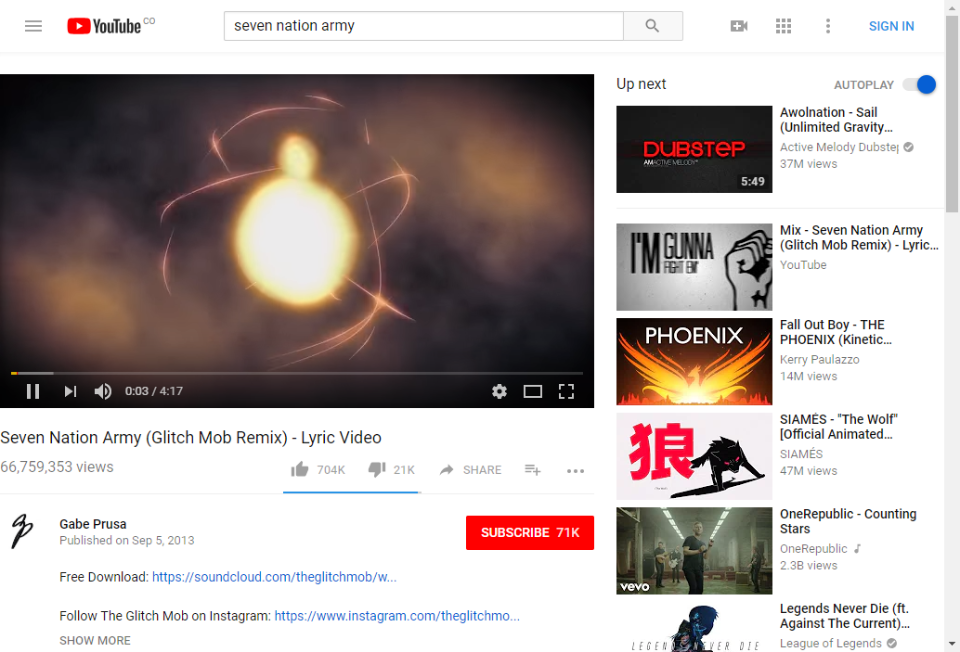 YouTube CO
seven nation army
SIGN IN
0:03 / 4:17
Seven Nation Army (Glitch Mob Remix) - Lyric Video
66,759,353 views
704K
21K
SHARE
Gabe Prusa
Published on Sep 5, 2013
SUBSCRIBE 71K
Free Download: https://soundcloud.com/theglitchmob/w...
Follow The Glitch Mob on Instagram: https://www.instagram.com/theglitchmo...
SHOW MORE
Up next
AUTOPLAY
DUBSTEP
5:49
Awolnation - Sail
(Unlimited Gravity...
Active Melody Dubstep
37M views
I'M GUNNA
FIGHT EM'
Mix - Seven Nation Army
(Glitch Mob Remix) - Lyric...
YouTube
PHOENIX
Fall Out Boy - THE
PHOENIX (Kinetic...
Kerry Paulazzo
14M views
狼
SIAMÉS - "The Wolf"
[Official Animated...
SIAMÉS
47M views
vevo
OneRepublic - Counting
Stars
OneRepublic
2.3B views
LEGENDS NEVER DIE
Legends Never Die (ft.
Against The Current)...
League of Legends